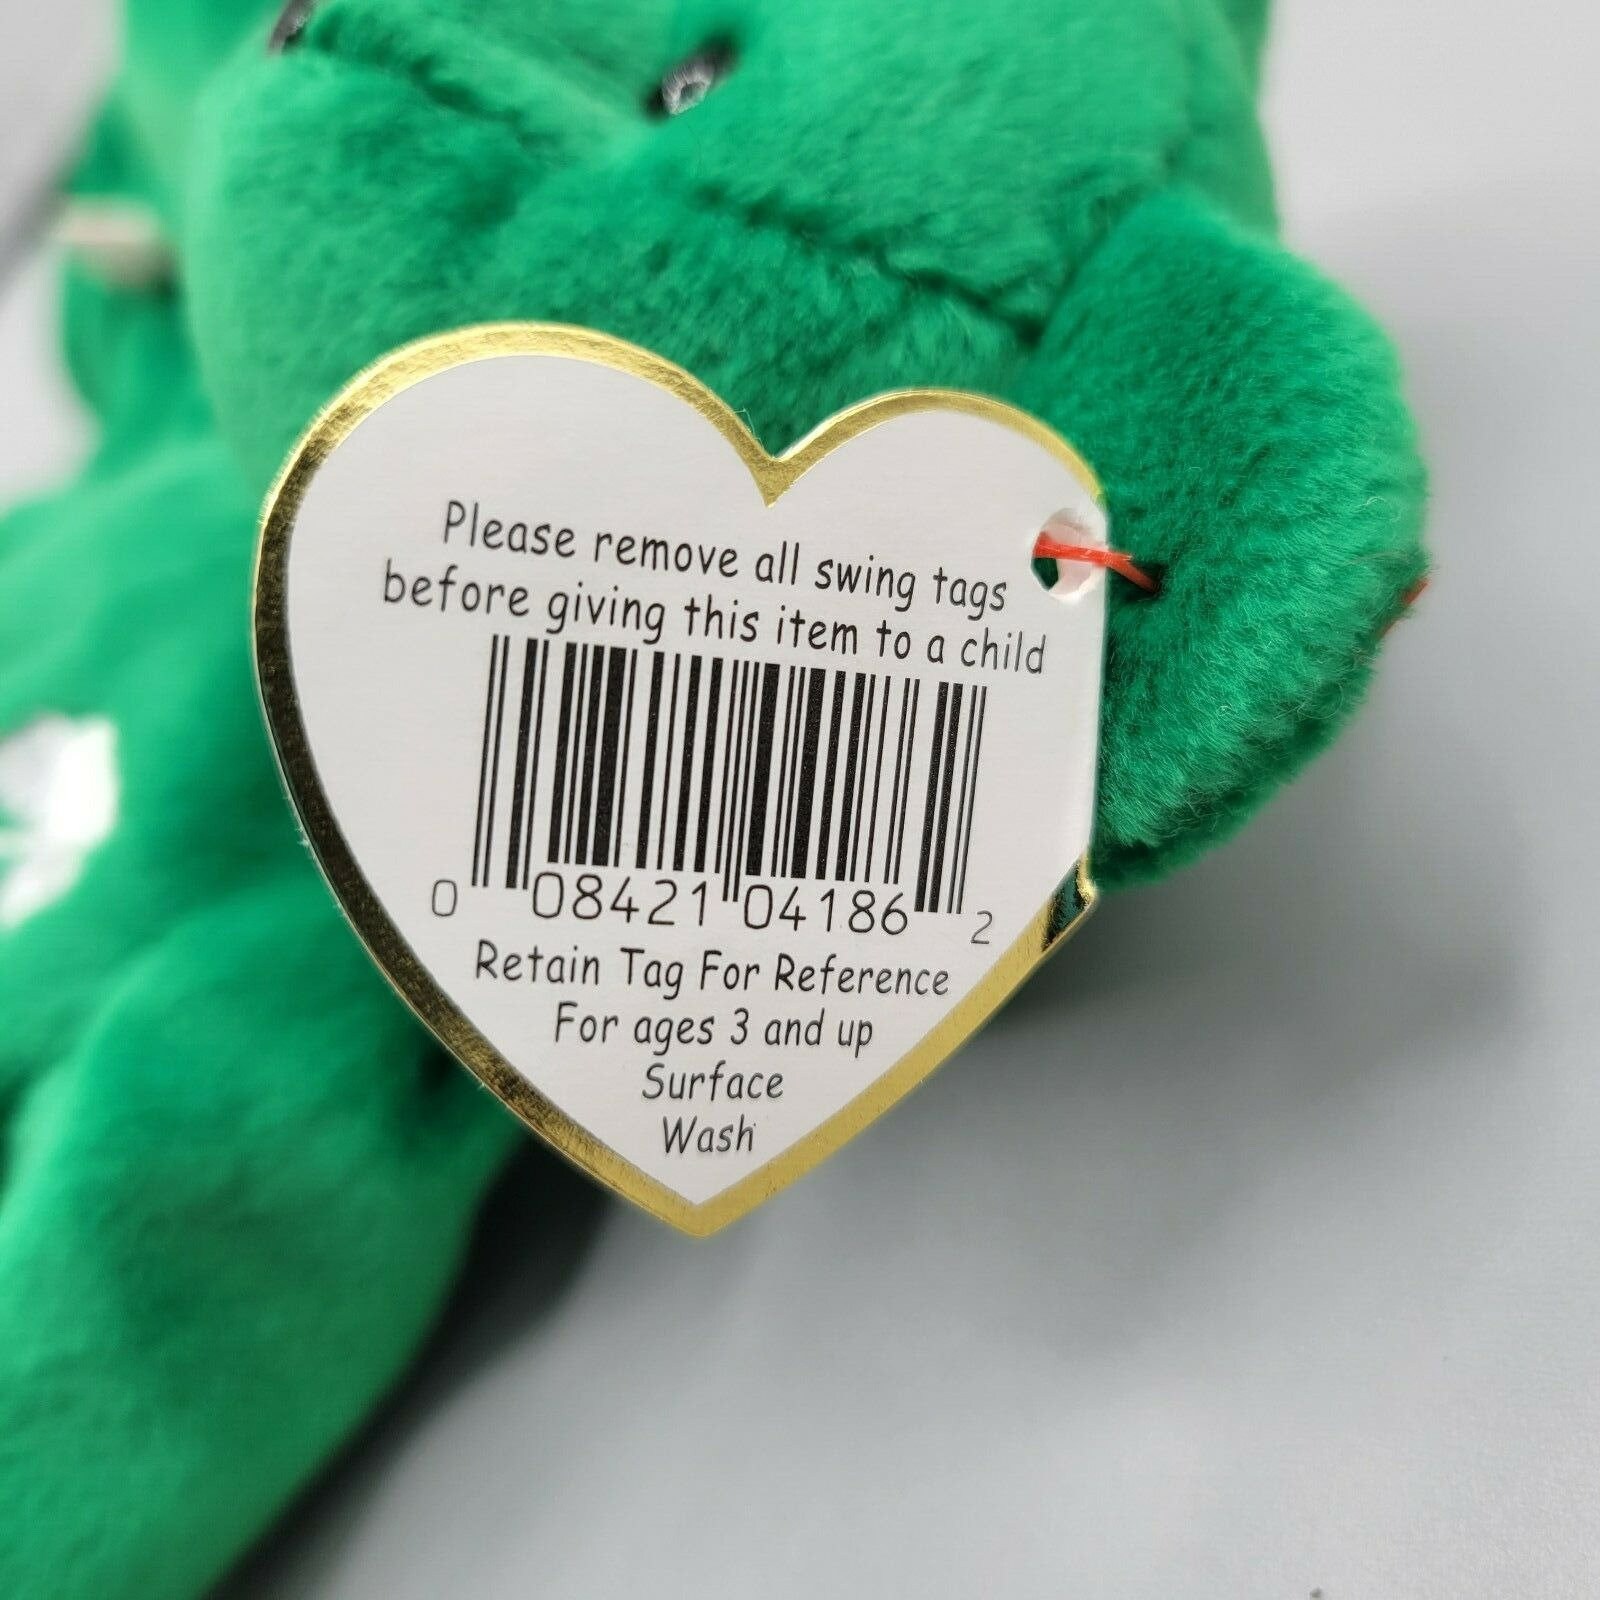 Please remove all swing tags
before giving this item to a child
0 08421 04186 2
Retain Tag For Reference
For ages 3 and up
Surface
Wash